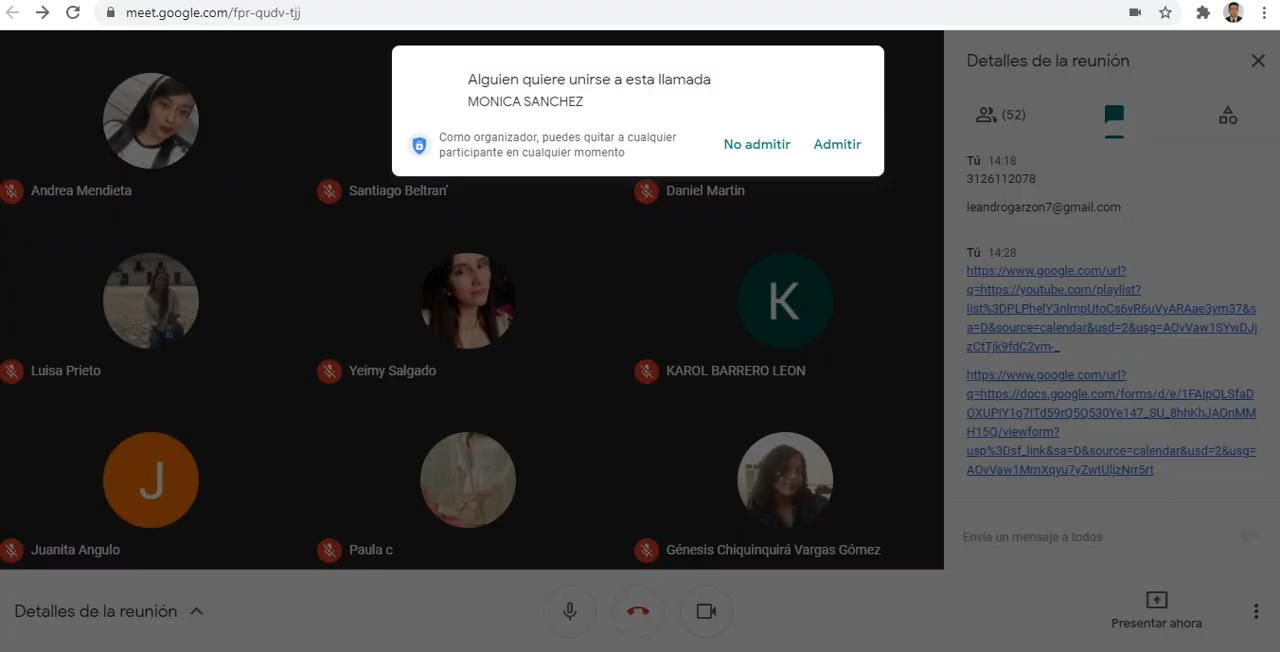 meet.google.com/fpr-qudv-tjj
Alguien quiere unirse a esta llamada
MONICA SANCHEZ
Como organizador, puedes quitar a cualquier
participante en cualquier momento
No admitir
Admitir
Andrea Mendieta
Santiago Beltran'
Daniel Martin
Luisa Prieto
Yeimy Salgado
K
KAROL BARRERO LEON
J
Juanita Angulo
Paula c
Génesis Chiquinquirá Vargas Gómez
Detalles de la reunión
(52)
Tú 14:18
3126112078
leandrogarzon7@gmail.com
Tú 14:28
https://www.google.com/url?
q=https://youtube.com/playlist?
list%3DPLPhelY3nlmpUtoCs6vR6uVyARAae3ym37&s
a=D&source=calendar&usd=2&usg=AOvVaw1SYwDJj
zCtTjk9fdC2vm-_
https://www.google.com/url?
q=https://docs.google.com/forms/d/e/1FAIpQLSfaD
OXUPIY1q7ITd59rQ5Q530Ye147_SU_8hhKhJAOnMM
H15Q/viewform?
usp%3Dsf_link&sa=D&source=calendar&usd=2&usg=
AOvVaw1MmXqyu7yZwtUljzNrr5rt
Envía un mensaje a todos
Detalles de la reunión
Presentar ahora